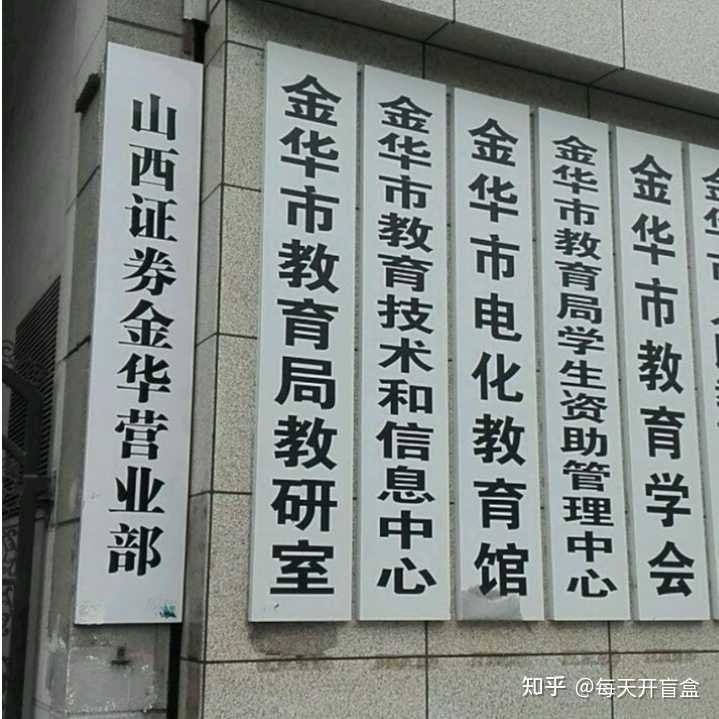 山西证券金华营业部
金华市教育局教研室
金华市教育技术和信息中心
金华市电化教育馆
金华市教育局学生资助管理中心
金华市教育学会
金华市
知乎 @每天开盲盒